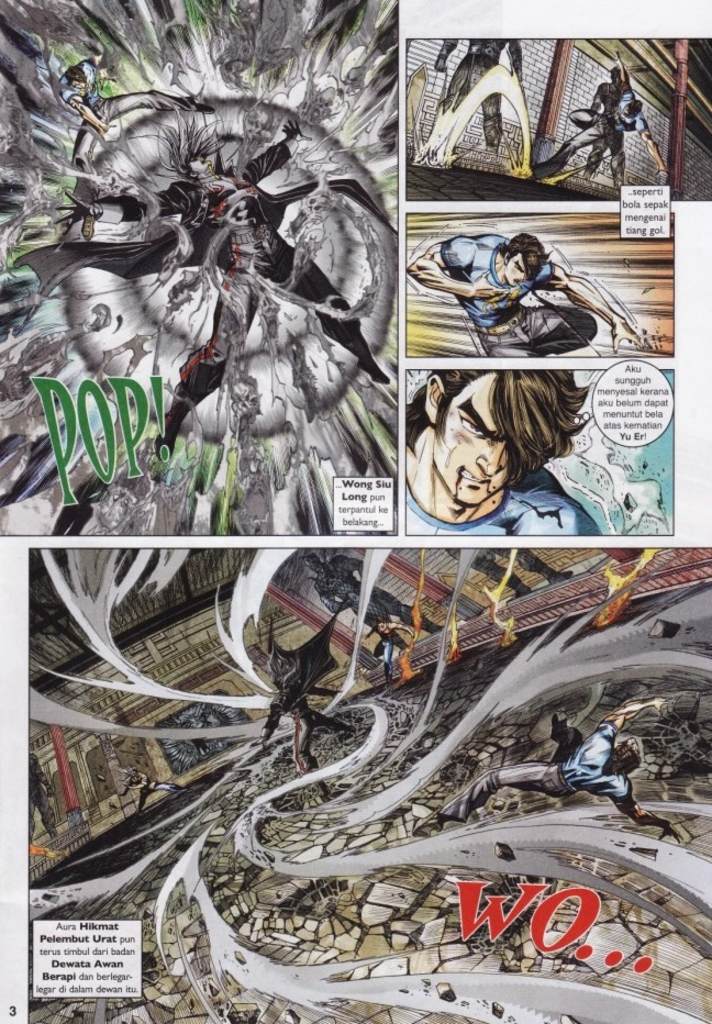 POP!
...Wong Siu
Long pun
terpantul ke
belakang...
..seperti
bola sepak
mengenai
tiang gol.
Aku
sungguh
menyesal kerana
aku belum dapat
menuntut bela
atas kematian
Yu Er!
WO...
Aura Hikmat
Pelembut Urat pun
terus timbul dari badan
Dewata Awan
Berapi dan berlegar-
legar di dalam dewan itu.
3